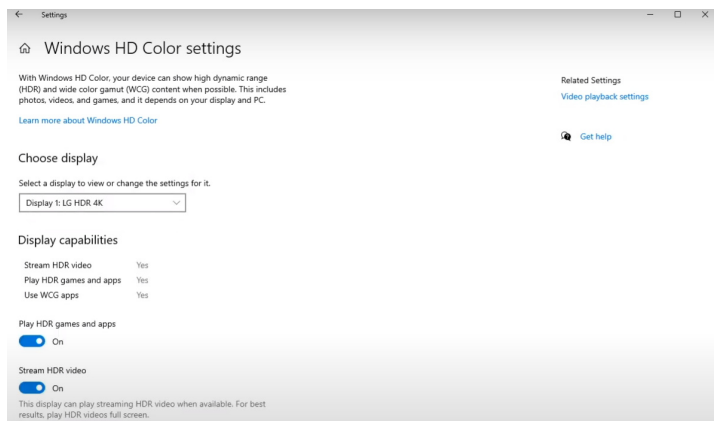 Settings
Windows HD Color settings
With Windows HD Color, your device can show high dynamic range
(HDR) and wide color gamut (WCG) content when possible. This includes
photos, videos, and games, and it depends on your display and PC.
Learn more about Windows HD Color
Choose display
Select a display to view or change the settings for it.
Display 1: LG HDR 4K
Display capabilities
Stream HDR video Yes
Play HDR games and apps Yes
Use WCG apps Yes
Play HDR games and apps
On
Stream HDR video
On
This display can play streaming HDR video when available. For best
results, play HDR videos full screen.
Related Settings
Video playback settings
Get help